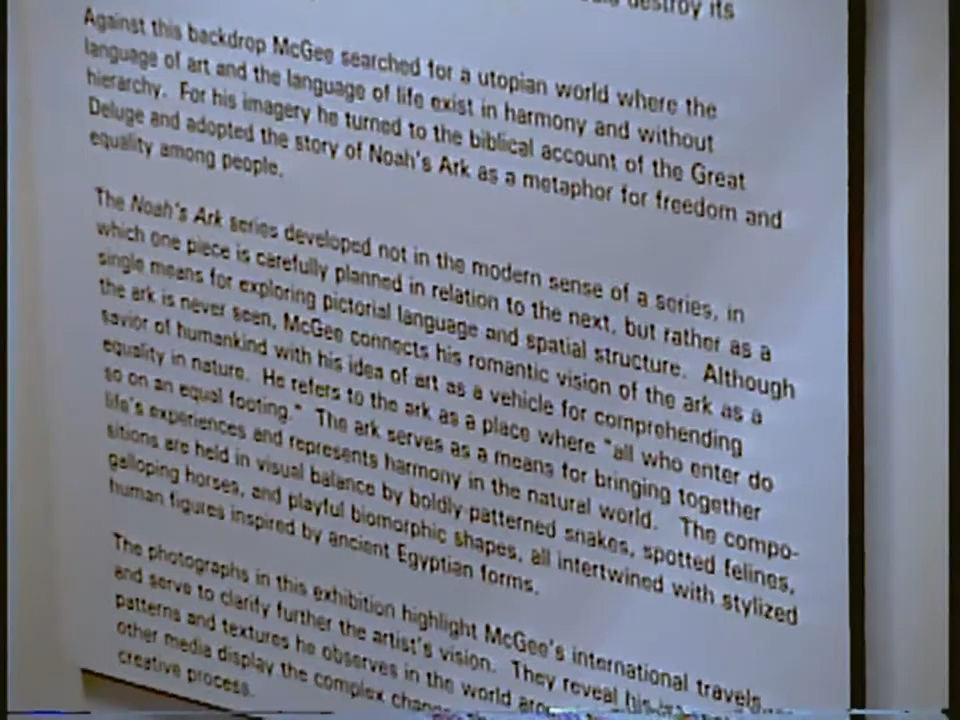 destroy its
Against this backdrop McGee searched for a utopian world where the
language of art and the language of life exist in harmony and without
hierarchy. For his imagery he turned to the biblical account of the Great
Deluge and adopted the story of Noah's Ark as a metaphor for freedom and
equality among people.
The Noah's Ark series developed not in the modern sense of a series, in
which one piece is carefully planned in relation to the next, but rather as a
single means for exploring pictorial language and spatial structure. Although
the ark is never seen, McGee connects his romantic vision of the ark as a
savior of humankind with his idea of art as a vehicle for comprehending
equality in nature. He refers to the ark as a place where "all who enter do
so on an equal footing." The ark serves as a means for bringing together
life's experiences and represents harmony in the natural world. The compo-
sitions are held in visual balance by boldly patterned snakes, spotted felines,
galloping horses, and playful biomorphic shapes, all intertwined with stylized
human figures inspired by ancient Egyptian forms.
The photographs in this exhibition highlight McGee's international travels
and serve to clarify further the artist's vision. They reveal
patterns and textures he observes in the world
other media display the complex
creative process.